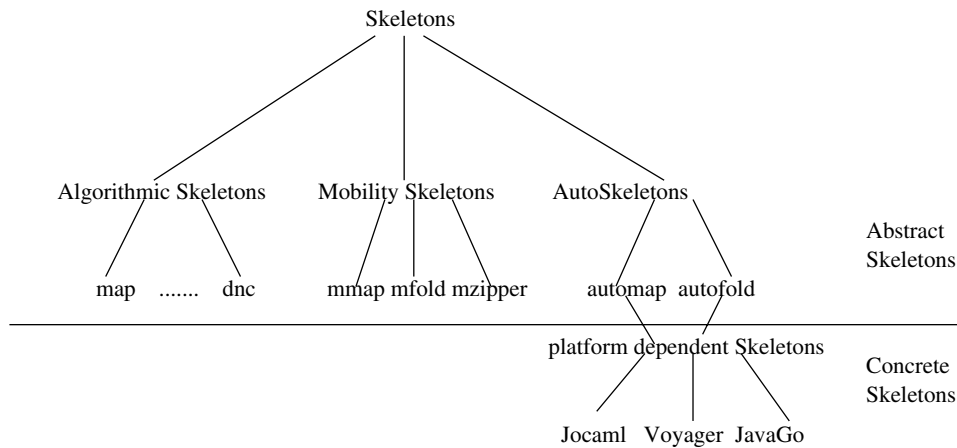 Skeletons
Algorithmic Skeletons
Mobility Skeletons
AutoSkeletons
Abstract
Skeletons
map ....... dnc
mmap mfold mzipper
automap autofold
platform dependent Skeletons
Concrete
Skeletons
Jocaml Voyager JavaGo